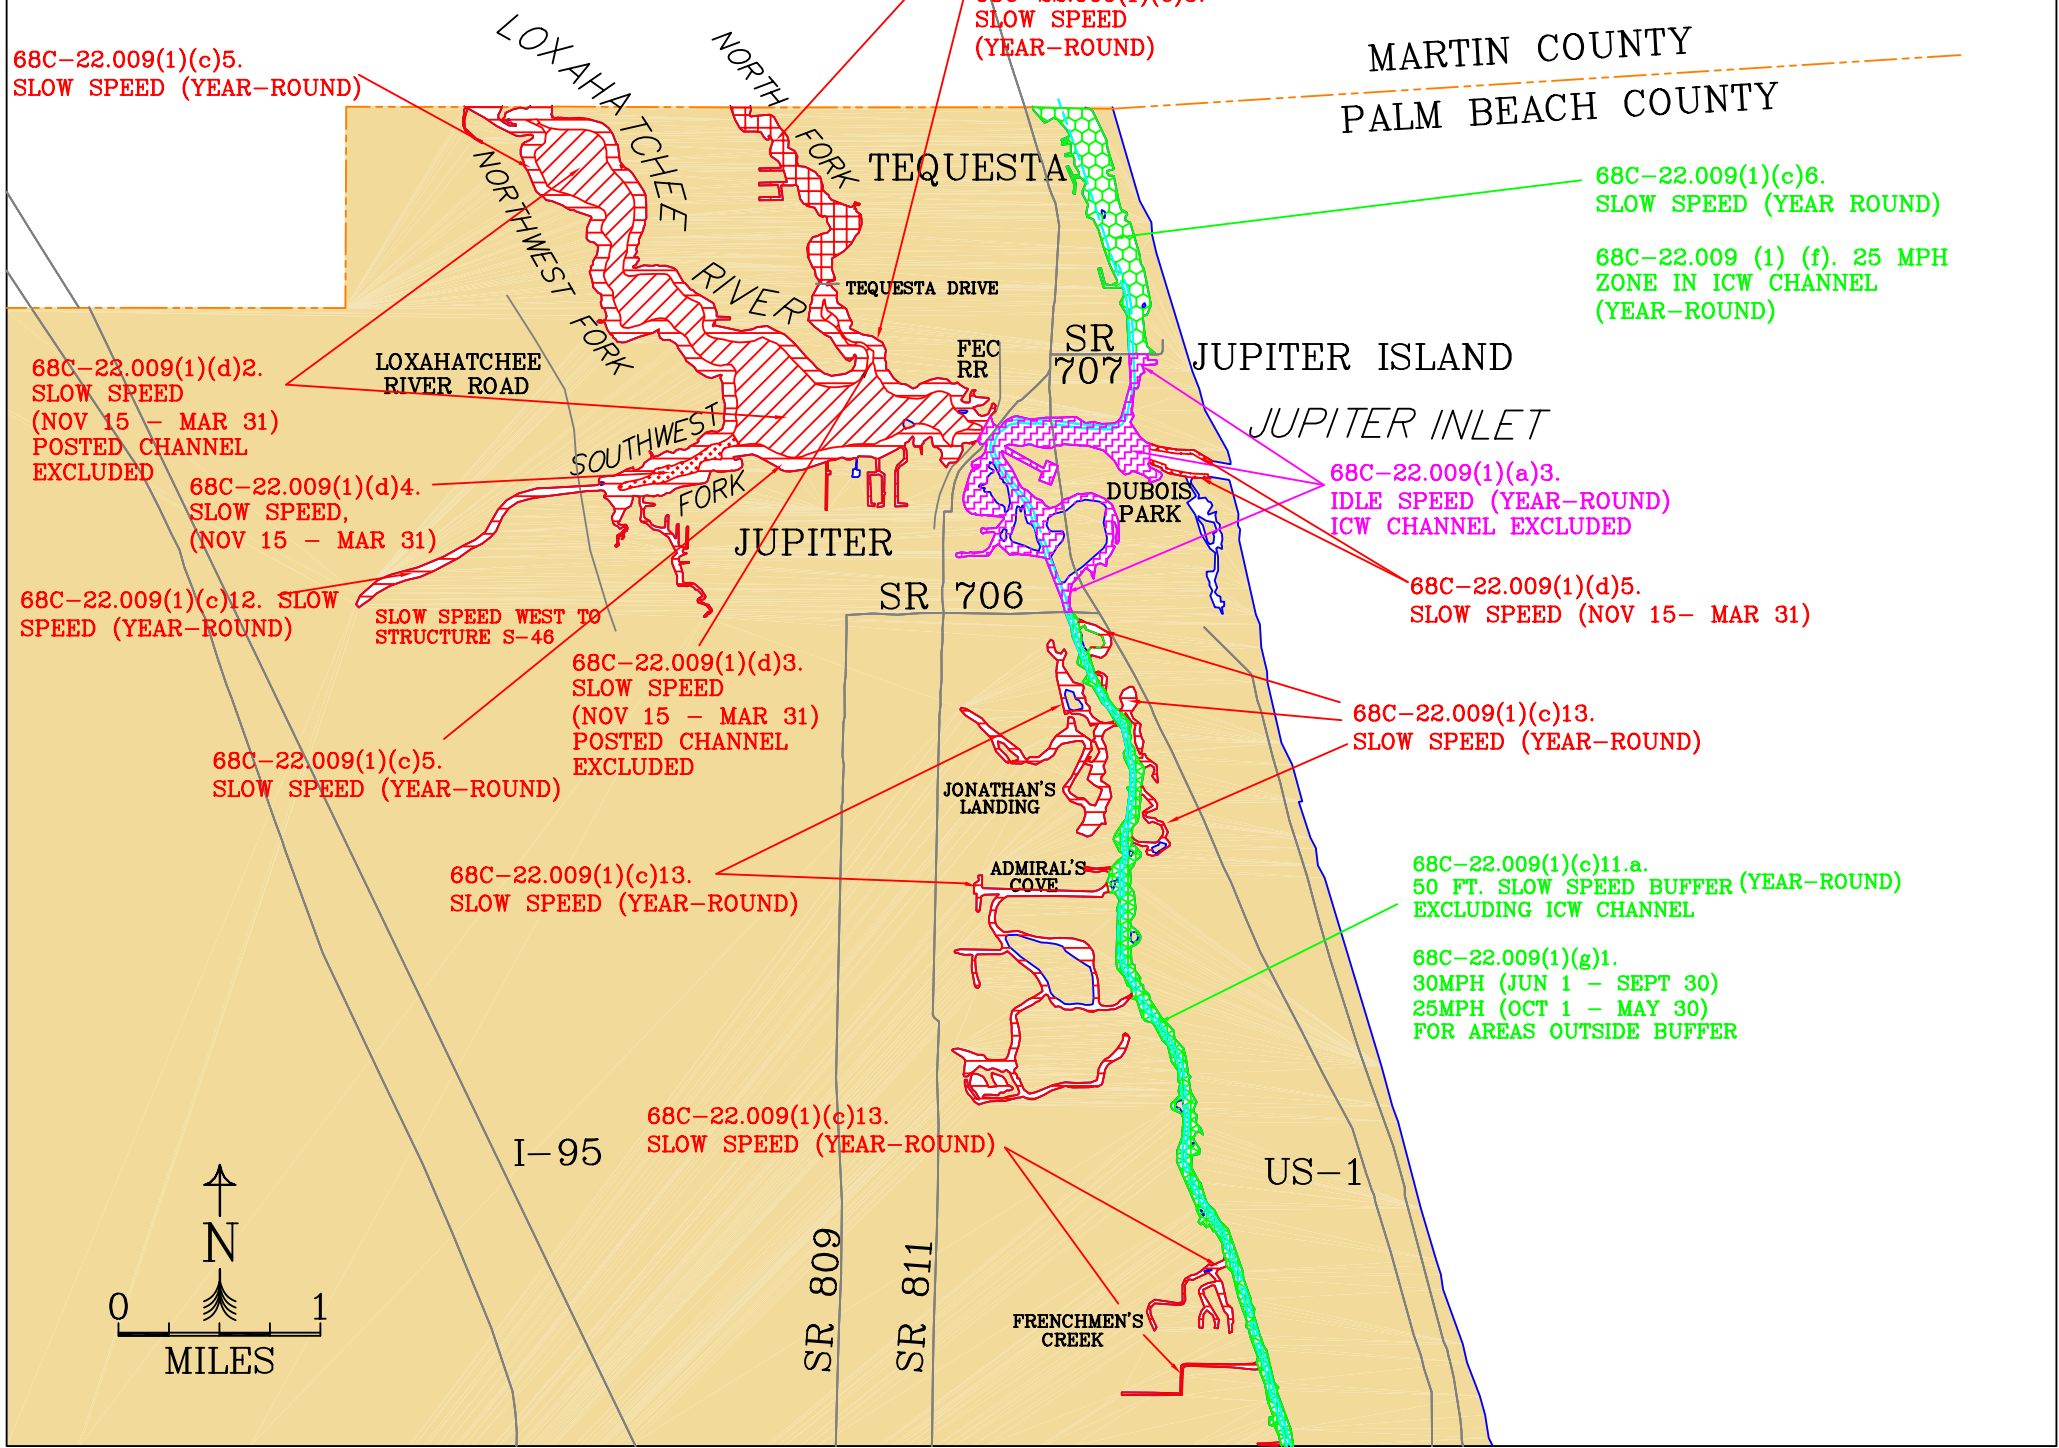 SLOW SPEED
(YEAR-ROUND)
MARTIN COUNTY
PALM BEACH COUNTY
68C-22.009(1)(c)5.
SLOW SPEED (YEAR-ROUND)
LOXAHATCHEE
RIVER
NORTH
FORK
NORTHWEST
FORK
TEQUESTA
68C-22.009(1)(c)6.
SLOW SPEED (YEAR ROUND)
68C-22.009 (1) (f). 25 MPH
ZONE IN ICW CHANNEL
(YEAR-ROUND)
TEQUESTA DRIVE
FEC
RR
SR
707
JUPITER ISLAND
JUPITER INLET
LOXAHATCHEE
RIVER ROAD
68C-22.009(1)(d)2.
SLOW SPEED
(NOV 15 - MAR 31)
POSTED CHANNEL
EXCLUDED
SOUTHWEST
FORK
68C-22.009(1)(d)4.
SLOW SPEED,
(NOV 15 - MAR 31)
68C-22.009(1)(a)3.
IDLE SPEED (YEAR-ROUND)
ICW CHANNEL EXCLUDED
DUBOIS
PARK
JUPITER
SR 706
68C-22.009(1)(c)12. SLOW
SPEED (YEAR-ROUND)
SLOW SPEED WEST TO
STRUCTURE S-46
68C-22.009(1)(d)5.
SLOW SPEED (NOV 15- MAR 31)
68C-22.009(1)(d)3.
SLOW SPEED
(NOV 15 - MAR 31)
POSTED CHANNEL
EXCLUDED
68C-22.009(1)(c)13.
SLOW SPEED (YEAR-ROUND)
68C-22.009(1)(c)5.
SLOW SPEED (YEAR-ROUND)
JONATHAN'S
LANDING
ADMIRAL'S
COVE
68C-22.009(1)(c)13.
SLOW SPEED (YEAR-ROUND)
68C-22.009(1)(c)11.a.
50 FT. SLOW SPEED BUFFER (YEAR-ROUND)
EXCLUDING ICW CHANNEL
68C-22.009(1)(g)1.
30MPH (JUN 1 - SEPT 30)
25MPH (OCT 1 - MAY 30)
FOR AREAS OUTSIDE BUFFER
68C-22.009(1)(c)13.
SLOW SPEED (YEAR-ROUND)
I-95
US-1
SR 809
SR 811
FRENCHMEN'S
CREEK
N
0 1
MILES